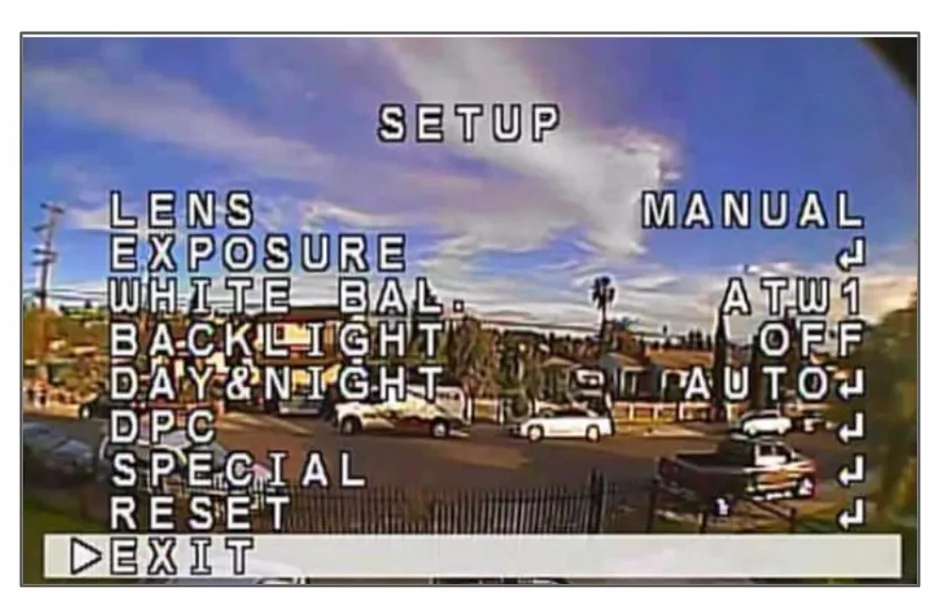 SETUP
LENS MANUAL
EXPOSURE ↲
WHITE BAL. ATW1
BACKLIGHT OFF
DAY&NIGHT AUTO↲
DPC ↲
SPECIAL ↲
RESET ↲
▷EXIT